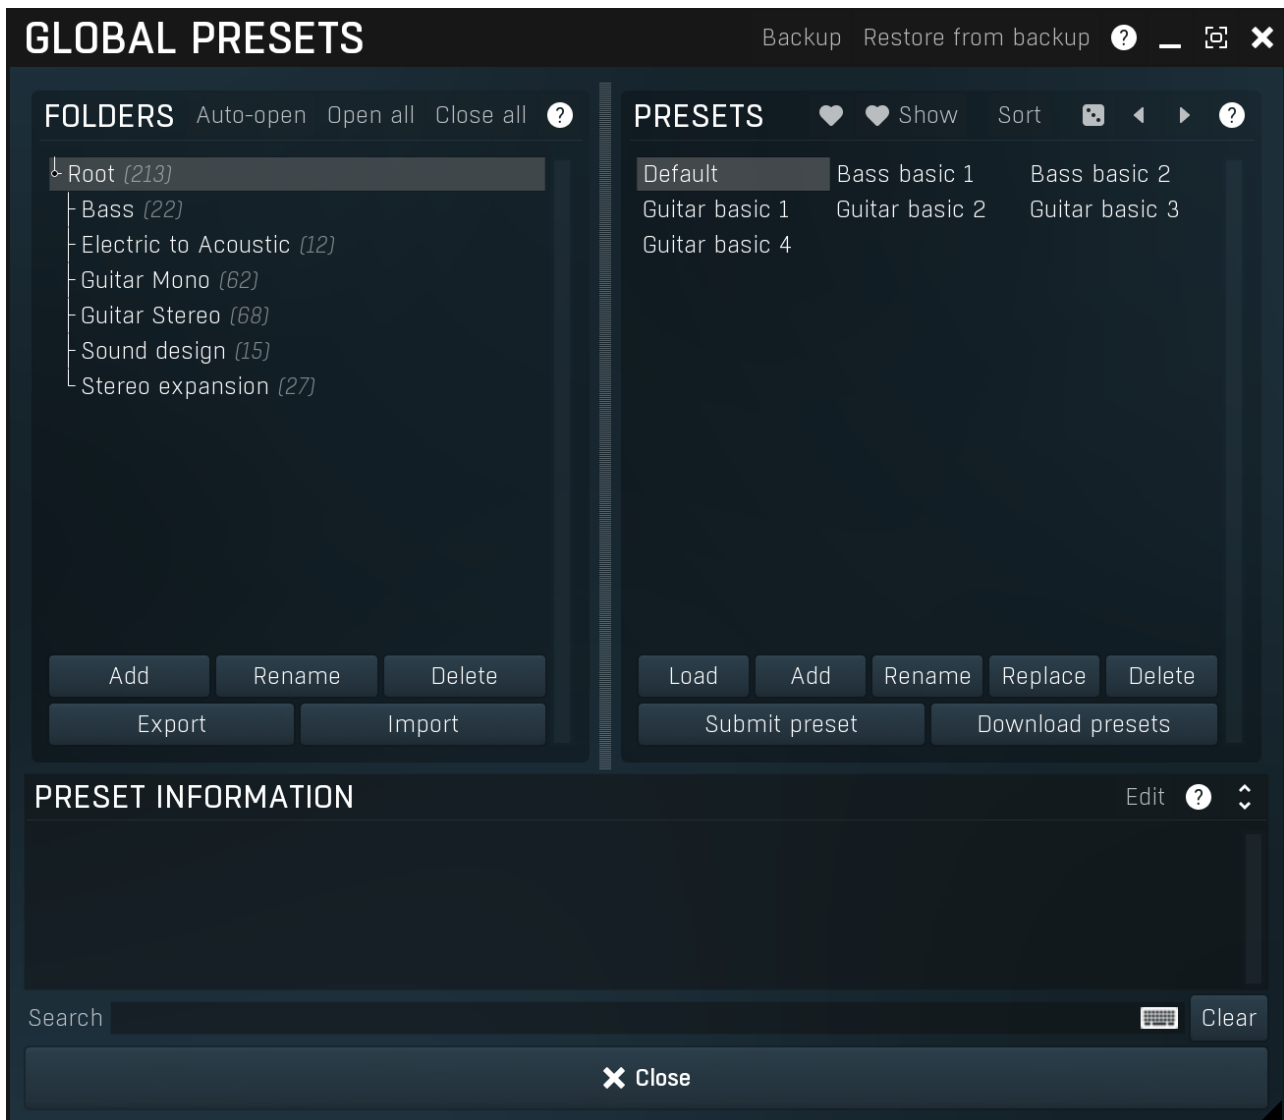 GLOBAL PRESETS Backup Restore from backup ?
FOLDERS Auto-open Open all Close all ?
Root (213)
Bass (22)
Electric to Acoustic (12)
Guitar Mono (62)
Guitar Stereo (68)
Sound design (15)
Stereo expansion (27)
Add Rename Delete
Export Import
PRESETS Show Sort ?
Default Bass basic 1 Bass basic 2
Guitar basic 1 Guitar basic 2 Guitar basic 3
Guitar basic 4
Load Add Rename Replace Delete
Submit preset Download presets
PRESET INFORMATION Edit ?
Search Clear
Close